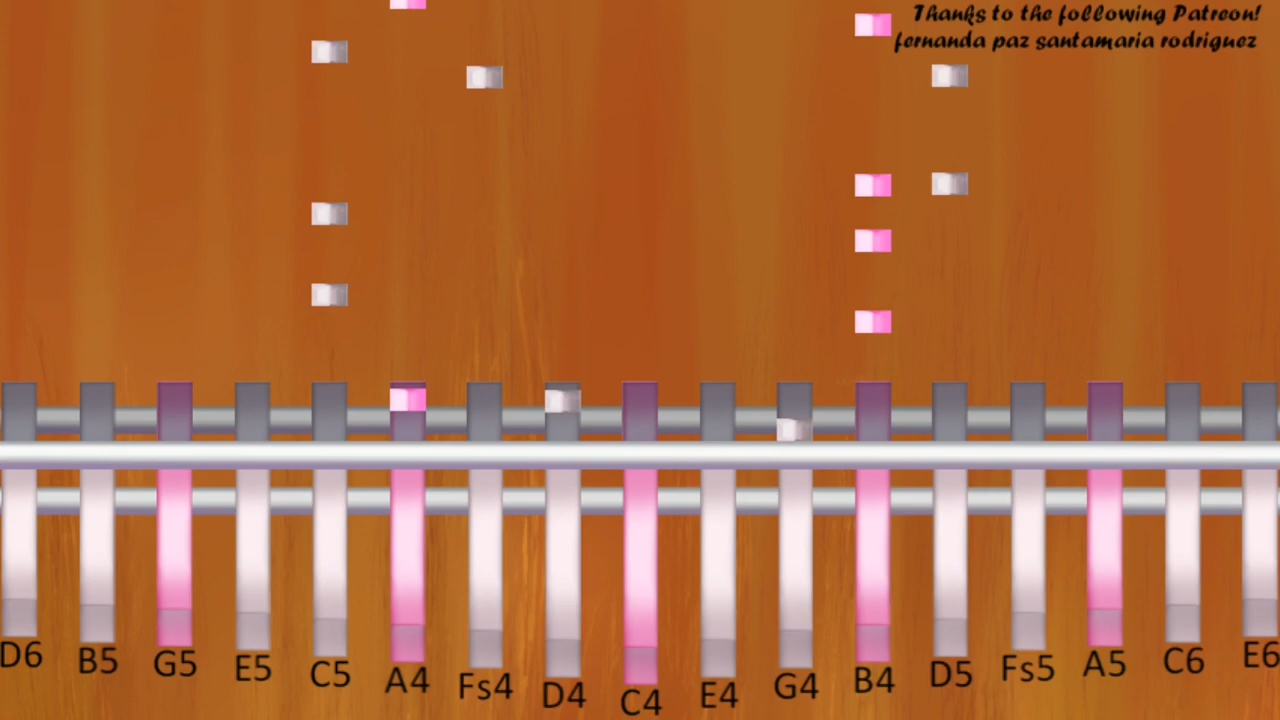 Thanks to the following Patreon!
fernanda paz santamaria rodriguez
D6 B5 G5 E5 C5 A4 Fs4 D4 C4 E4 G4 B4 D5 Fs5 A5 C6 E6